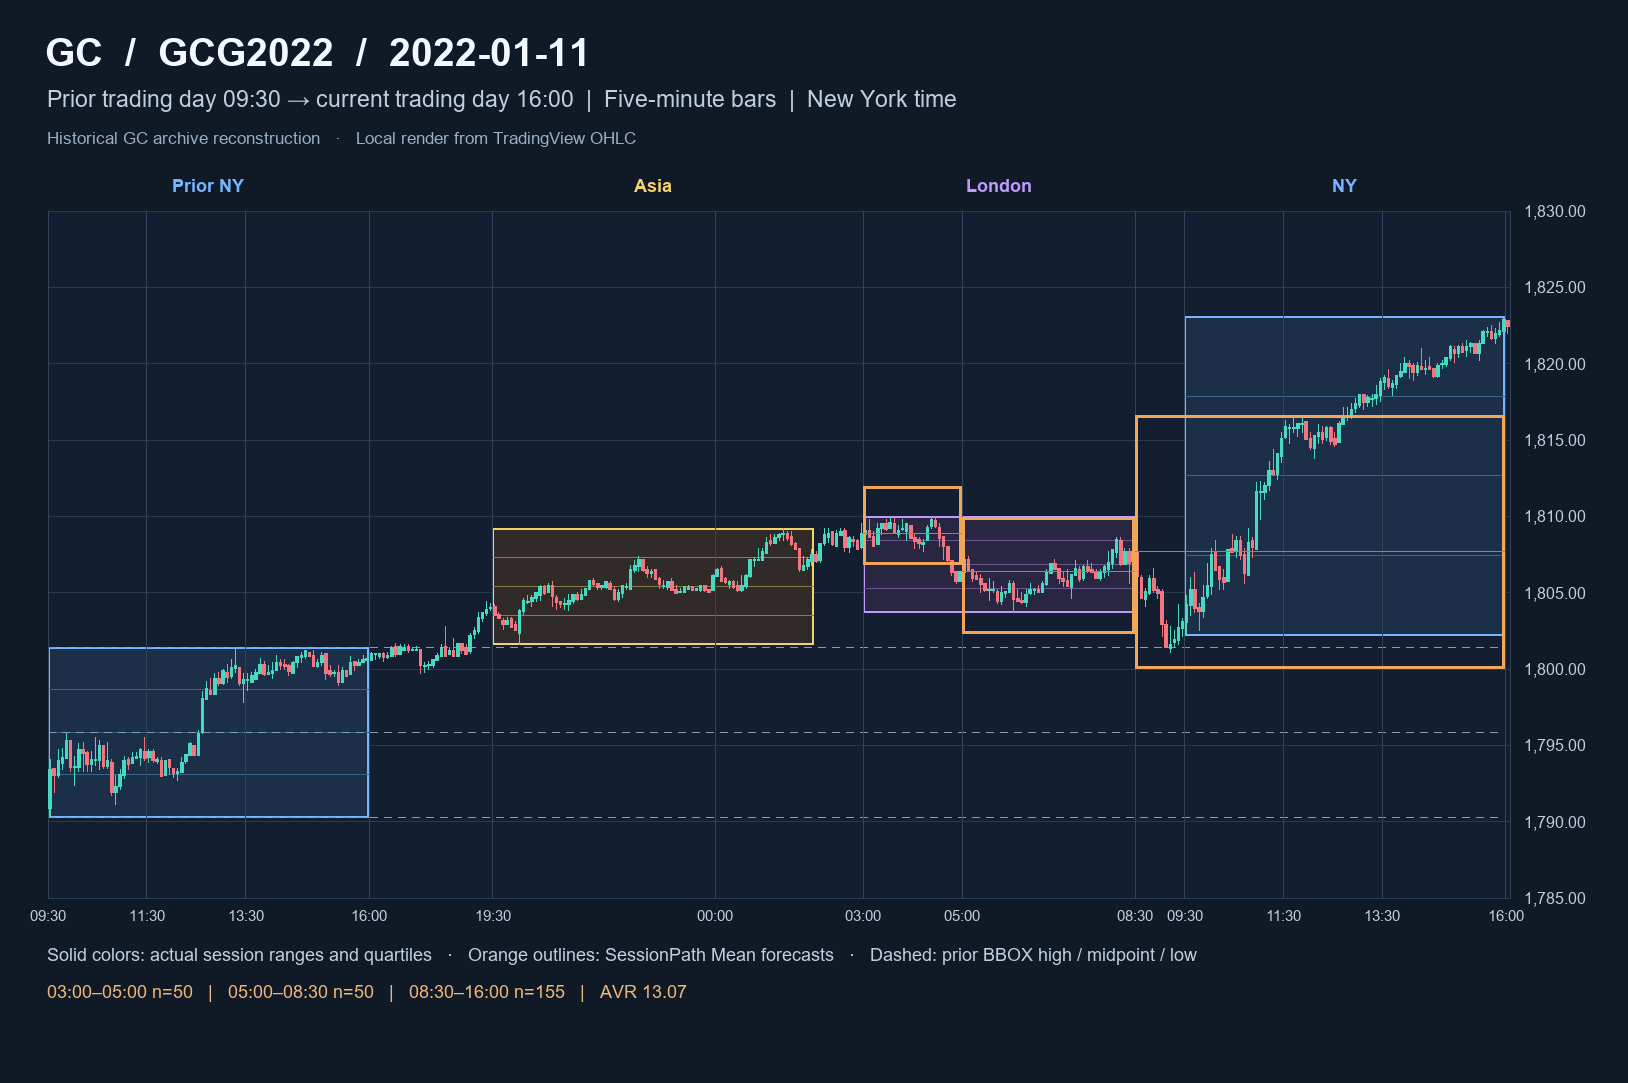 GC / GCG2022 / 2022-01-11
Prior trading day 09:30 → current trading day 16:00 | Five-minute bars | New York time
Historical GC archive reconstruction · Local render from TradingView OHLC
Prior NY Asia London NY
1,830.00
1,825.00
1,820.00
1,815.00
1,810.00
1,805.00
1,800.00
1,795.00
1,790.00
1,785.00
09:30 11:30 13:30 16:00 19:30 00:00 03:00 05:00 08:30 09:30 11:30 13:30 16:00
Solid colors: actual session ranges and quartiles · Orange outlines: SessionPath Mean forecasts · Dashed: prior BBOX high / midpoint / low
03:00–05:00 n=50 | 05:00–08:30 n=50 | 08:30–16:00 n=155 | AVR 13.07